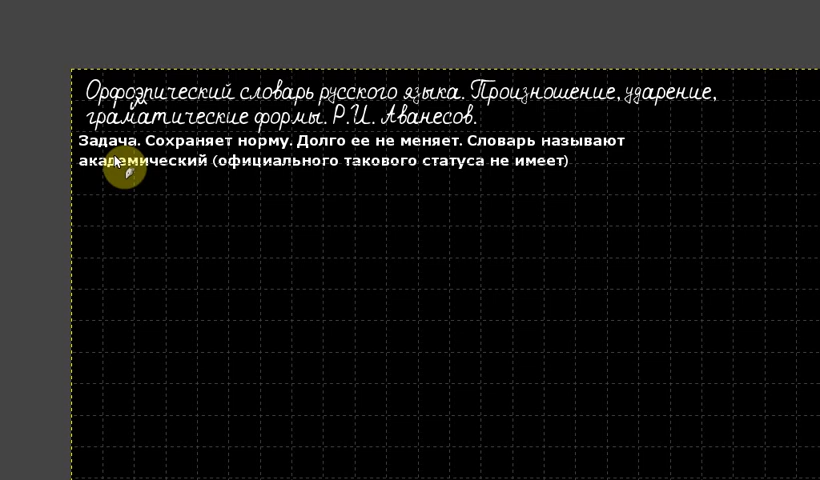 Орфоэпический словарь русского языка. Произношение, ударение,
граматические формы. Р.И. Аванесов.
Задача. Сохраняет норму. Долго ее не меняет. Словарь называют
академический (официального такового статуса не имеет)